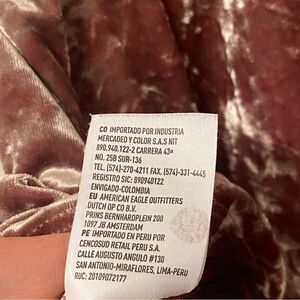 CO IMPORTADO POR INDUSTRIA
MERCADEO Y COLOR S.A.S NIT
890.940.122-2 CARRERA 43ª
NO. 25B SUR-136
TEL. (574)-270-4211 FAX. (574)-331-4445
REGISTRO SIC: 890940122
ENVIGADO-COLOMBIA
EU AMERICAN EAGLE OUTFITTERS
DUTCH OP CO B.V.
PRINS BERNHARDPLEIN 200
1097 JB AMSTERDAM
PE IMPORTADO EN PERU POR
CENCOSUD RETAIL PERU S.A.
CALLE AUGUSTO ANGULO #130
SAN ANTONIO-MIRAFLORES, LIMA-PERU
RUC: 20109072177